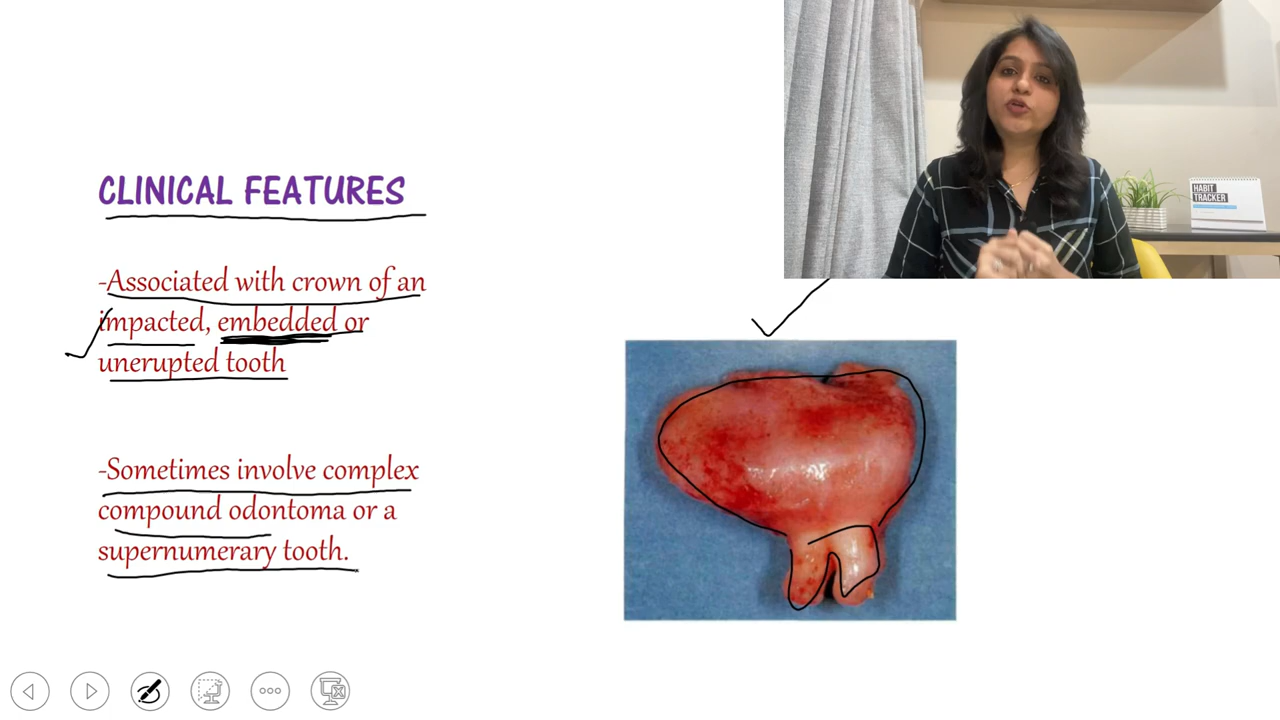 CLINICAL FEATURES
-Associated with crown of an
impacted, embedded or
unerupted tooth
-Sometimes involve complex
compound odontoma or a
supernumerary tooth.
HABIT
TRACKER